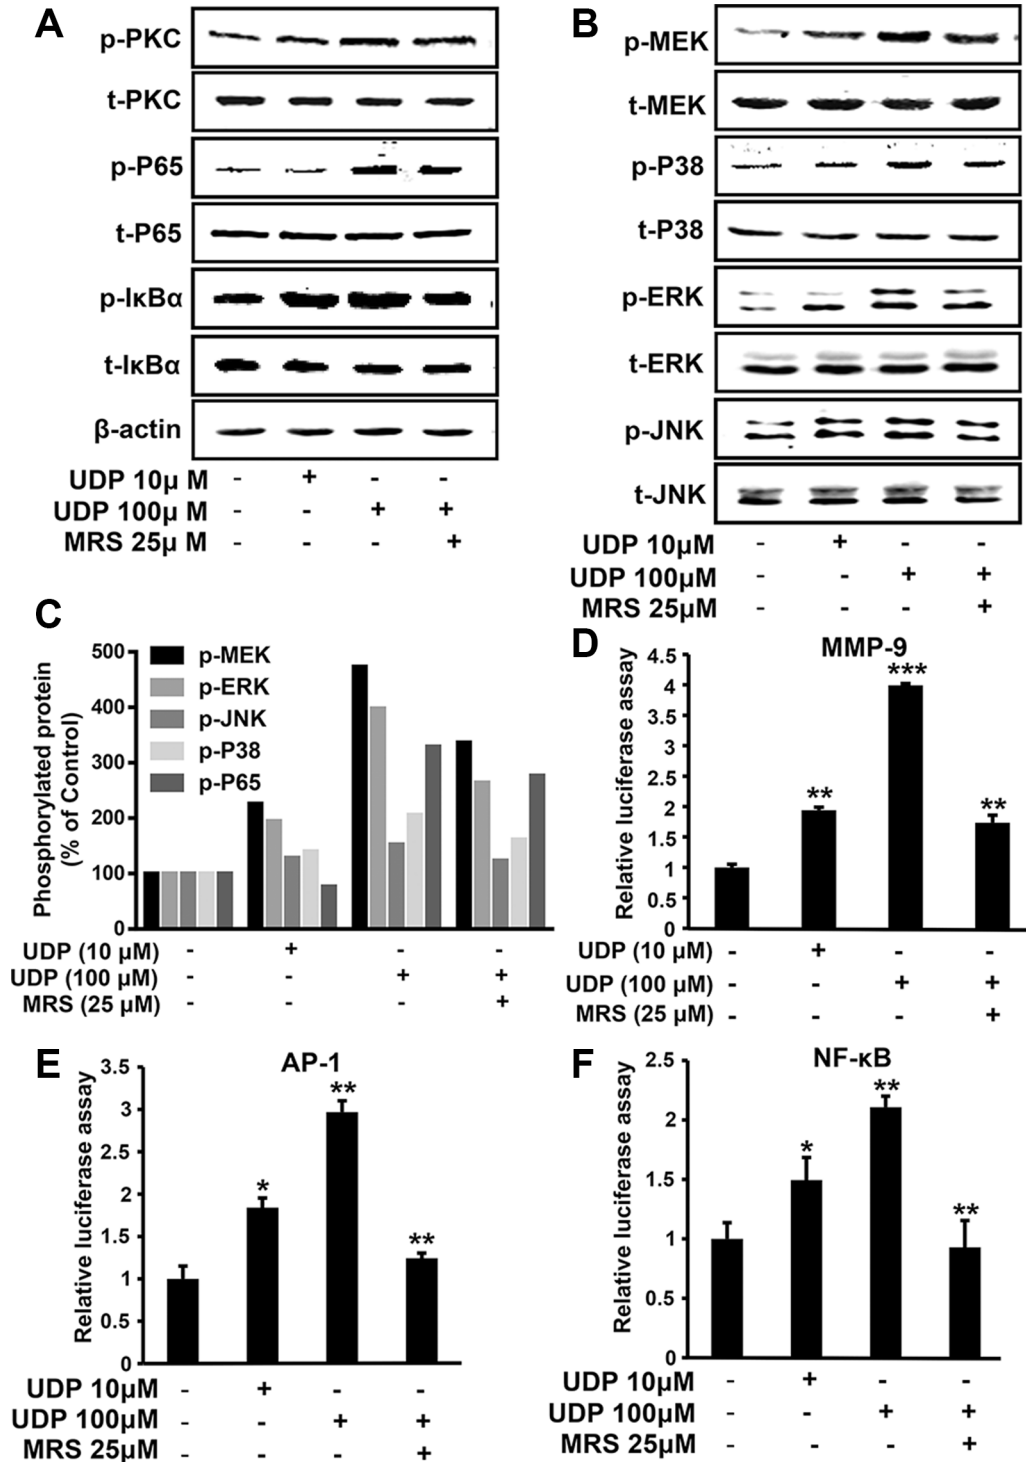 A
p-PKC
t-PKC
p-P65
t-P65
p-IκBα
t-IκBα
β-actin
UDP 10μ M - + - -
UDP 100μ M - - + +
MRS 25μ M - - - +
B
p-MEK
t-MEK
p-P38
t-P38
p-ERK
t-ERK
p-JNK
t-JNK
UDP 10μM - + - -
UDP 100μM - - + +
MRS 25μM - - - +
C
Phosphorylated protein
(% of Control)
500
400
300
200
100
0
p-MEK
p-ERK
p-JNK
p-P38
p-P65
UDP (10 μM) - + - -
UDP (100 μM) - - + +
MRS (25 μM) - - - +
D
MMP-9
Relative luciferase assay
4.5
4
3.5
3
2.5
2
1.5
1
0.5
0
**
***
**
UDP (10 μM) - + - -
UDP (100 μM) - - + +
MRS (25 μM) - - - +
E
AP-1
Relative luciferase assay
3.5
3
2.5
2
1.5
1
0.5
0
*
**
**
UDP 10μM - + - -
UDP 100μM - - + +
MRS 25μM - - - +
F
NF-κB
Relative luciferase assay
2.5
2
1.5
1
0.5
0
*
**
**
UDP 10μM - + - -
UDP 100μM - - + +
MRS 25μM - - - +